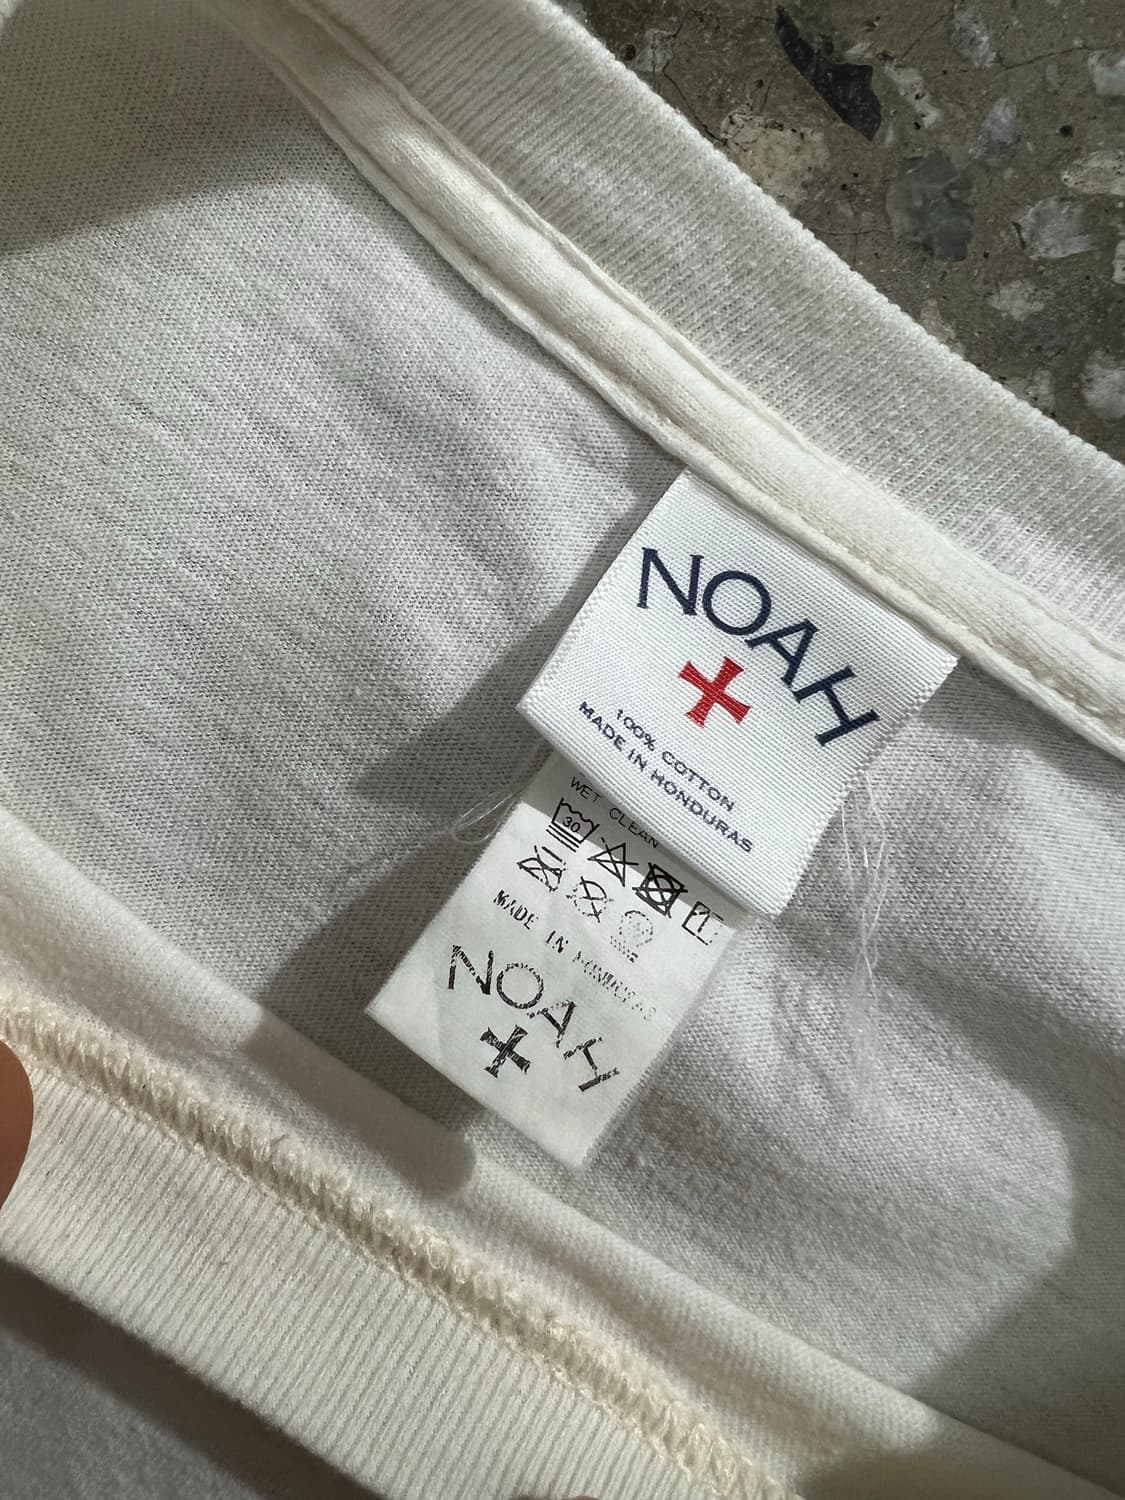 NOAH
100% COTTON
MADE IN HONDURAS
WET CLEAN
30
MADE IN HONDURAS
NOAH